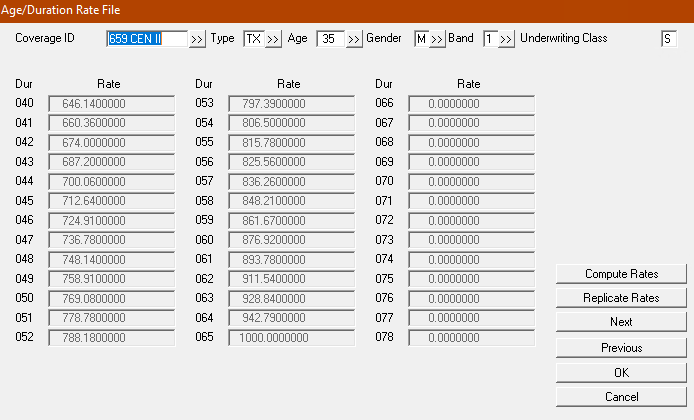 Age/Duration Rate File
Coverage ID 659 CEN II >> Type TX >> Age 35 >> Gender M >> Band 1 >> Underwriting Class S
Dur Rate Dur Rate Dur Rate
040 646.1400000 053 797.3900000 066 0.0000000
041 660.3600000 054 806.5000000 067 0.0000000
042 674.0000000 055 815.7800000 068 0.0000000
043 687.2000000 056 825.5600000 069 0.0000000
044 700.0600000 057 836.2600000 070 0.0000000
045 712.6400000 058 848.2100000 071 0.0000000
046 724.9100000 059 861.6700000 072 0.0000000
047 736.7800000 060 876.9200000 073 0.0000000
048 748.1400000 061 893.7800000 074 0.0000000
049 758.9100000 062 911.5400000 075 0.0000000
050 769.0800000 063 928.8400000 076 0.0000000
051 778.7800000 064 942.7900000 077 0.0000000
052 788.1800000 065 1000.0000000 078 0.0000000
Compute Rates
Replicate Rates
Next
Previous
OK
Cancel